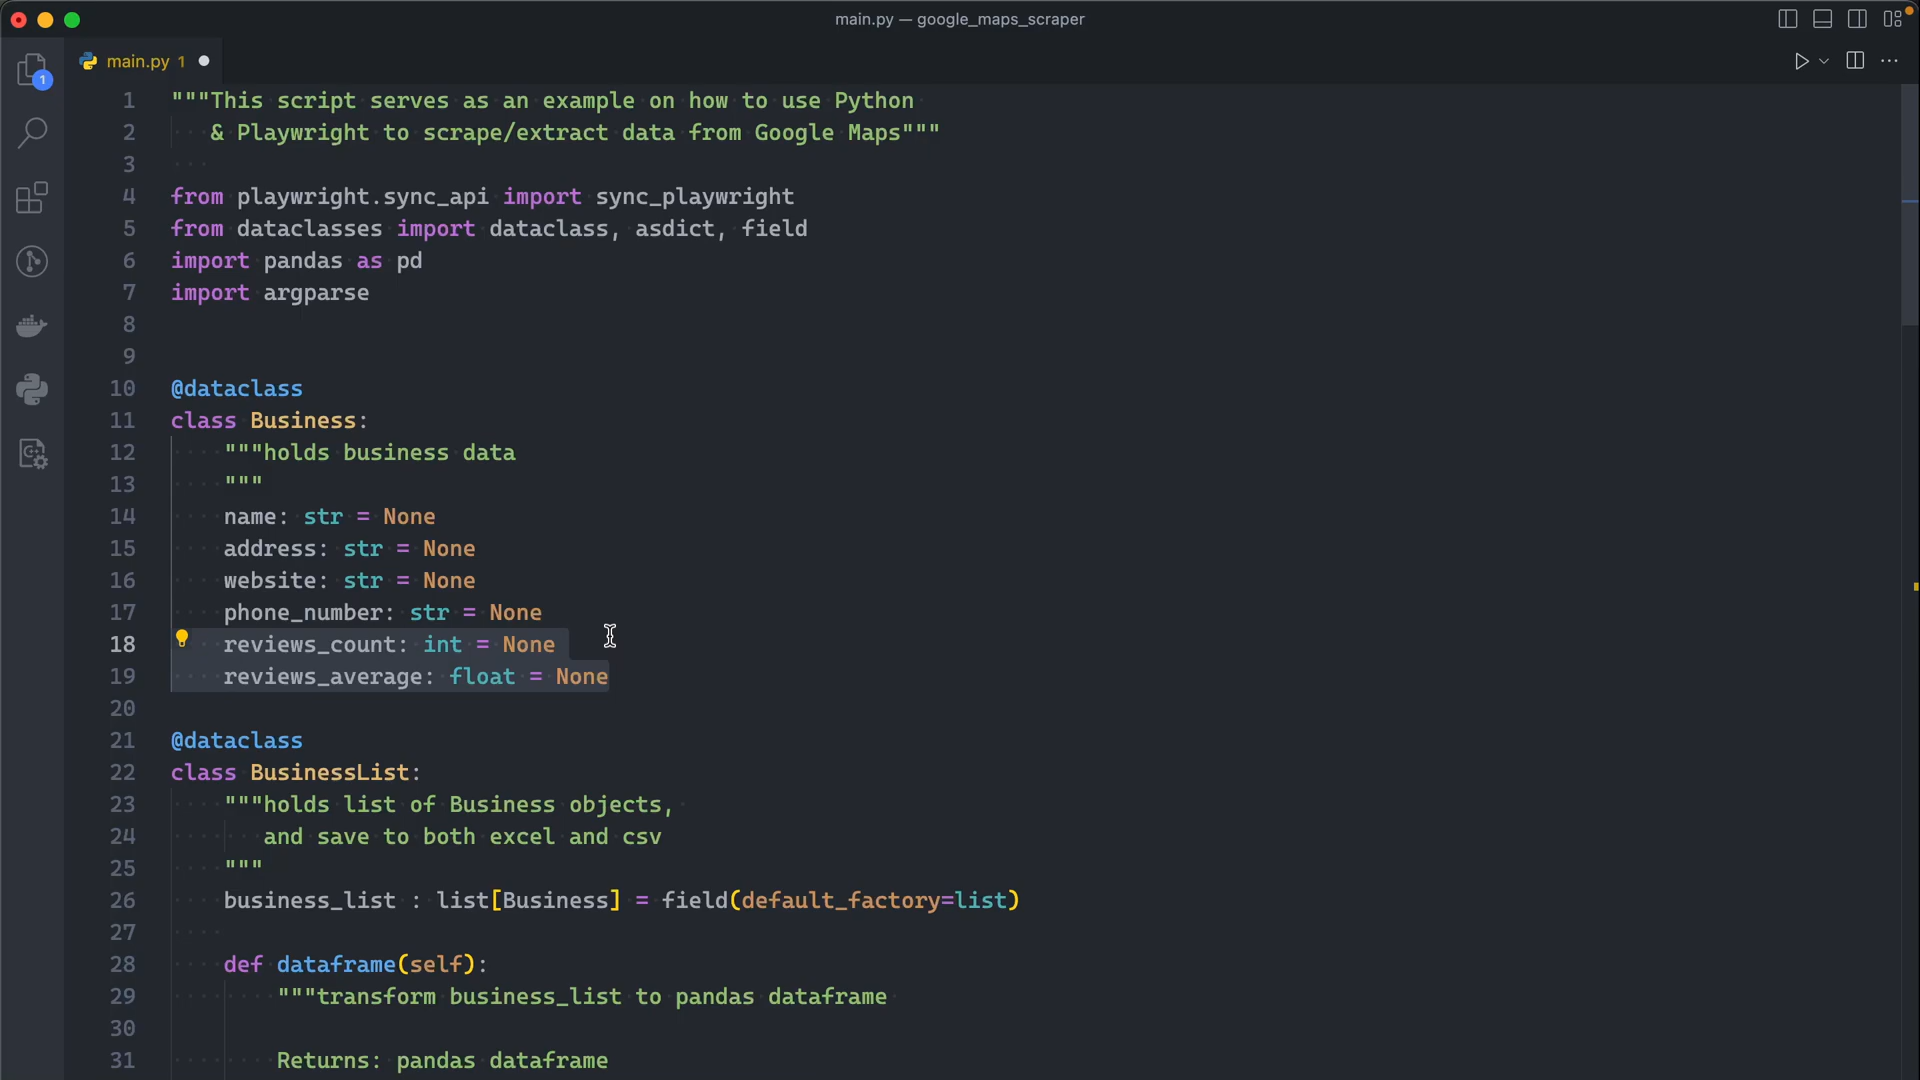 main.py — google_maps_scraper
1
main.py 1
1 """This script serves as an example on how to use Python
2 & Playwright to scrape/extract data from Google Maps"""
3
4 from playwright.sync_api import sync_playwright
5 from dataclasses import dataclass, asdict, field
6 import pandas as pd
7 import argparse
8
9
10 @dataclass
11 class Business:
12 """holds business data
13 """
14 name: str = None
15 address: str = None
16 website: str = None
17 phone_number: str = None
18 reviews_count: int = None
19 reviews_average: float = None
20
21 @dataclass
22 class BusinessList:
23 """holds list of Business objects,
24 and save to both excel and csv
25 """
26 business_list : list[Business] = field(default_factory=list)
27
28 def dataframe(self):
29 """transform business_list to pandas dataframe
30
31 Returns: pandas dataframe